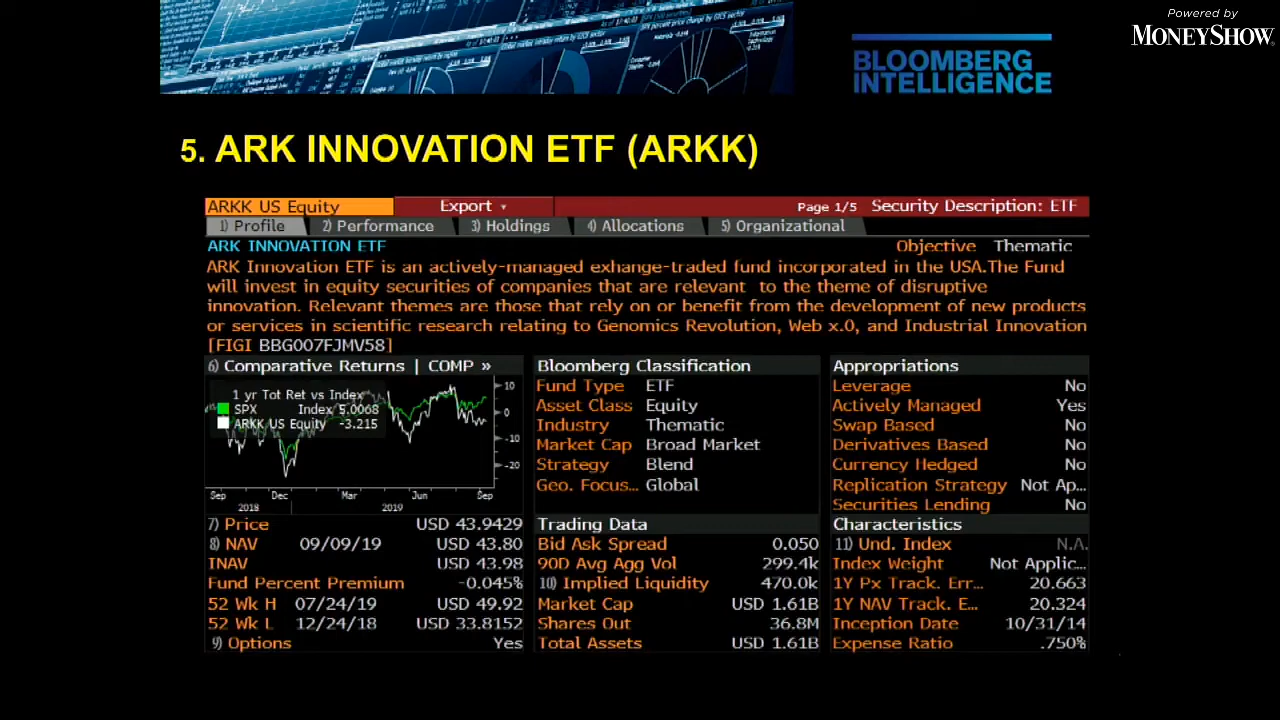 Powered by
MONEYSHOW
BLOOMBERG
INTELLIGENCE
5. ARK INNOVATION ETF (ARKK)
ARKK US Equity Export Page 1/5 Security Description: ETF
1) Profile 2) Performance 3) Holdings 4) Allocations 5) Organizational
ARK INNOVATION ETF Objective Thematic
ARK Innovation ETF is an actively-managed exhange-traded fund incorporated in the USA.The Fund
will invest in equity securities of companies that are relevant to the theme of disruptive
innovation. Relevant themes are those that rely on or benefit from the development of new products
or services in scientific research relating to Genomics Revolution, Web x.0, and Industrial Innovation
[FIGI BBG007FJMV58]
6) Comparative Returns | COMP »
1 yr Tot Ret vs Index
SPX Index 5.0068
ARKK US Equity -3.215
10
0
-10
-20
Sep Dec Mar Jun Sep
2018 2019
7) Price USD 43.9429
8) NAV 09/09/19 USD 43.80
INAV USD 43.98
Fund Percent Premium -0.045%
52 Wk H 07/24/19 USD 49.92
52 Wk L 12/24/18 USD 33.8152
9) Options Yes
Bloomberg Classification
Fund Type ETF
Asset Class Equity
Industry Thematic
Market Cap Broad Market
Strategy Blend
Geo. Focus... Global
Trading Data
Bid Ask Spread 0.050
90D Avg Agg Vol 299.4k
10) Implied Liquidity 470.0k
Market Cap USD 1.61B
Shares Out 36.8M
Total Assets USD 1.61B
Appropriations
Leverage No
Actively Managed Yes
Swap Based No
Derivatives Based No
Currency Hedged No
Replication Strategy Not Ap...
Securities Lending No
Characteristics
11) Und. Index N.A.
Index Weight Not Applic...
1Y Px Track. Err... 20.663
1Y NAV Track. E... 20.324
Inception Date 10/31/14
Expense Ratio .750%